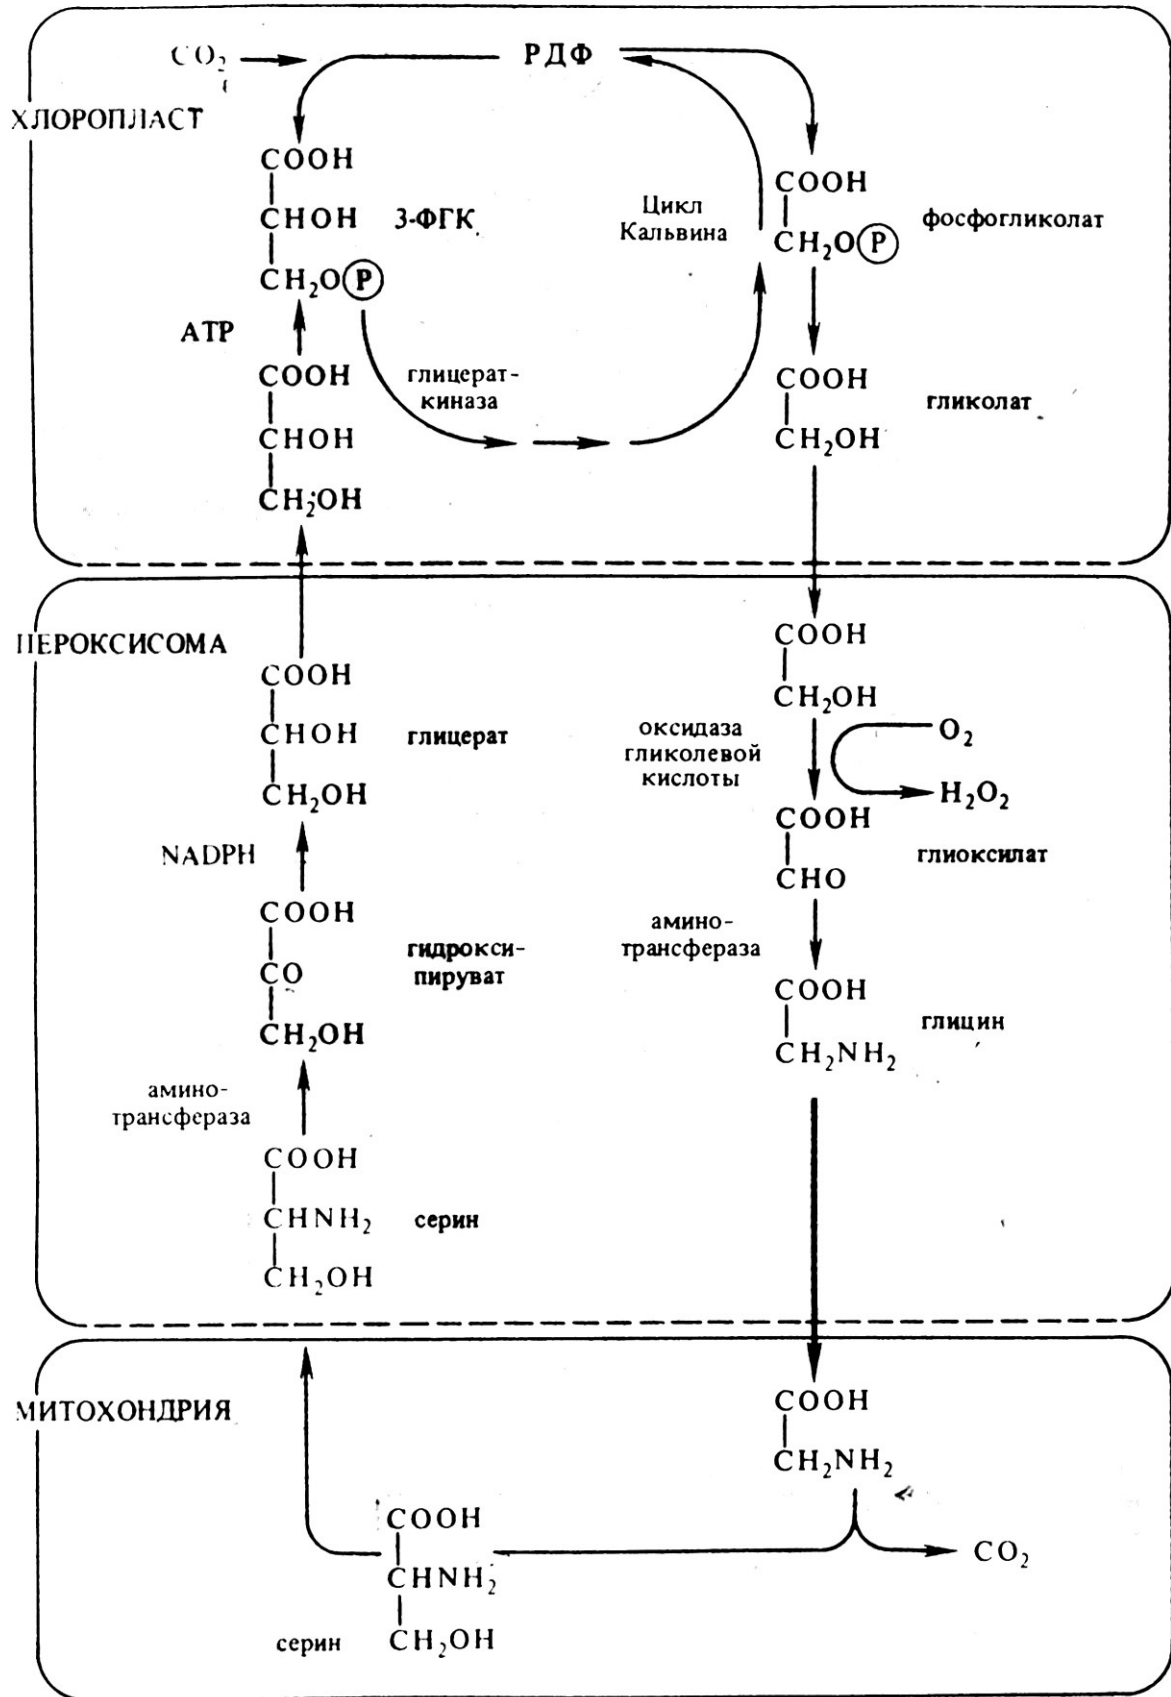 CO₂
РДФ
ХЛОРОПЛАСТ
COOH
CHOH
CH₂OⓅ
3-ФГК
Цикл
Кальвина
COOH
CH₂OⓅ
фосфогликолат
ATP
COOH
CHOH
CH₂OH
глицерат-
киназа
COOH
CH₂OH
гликолат
ПЕРОКСИСОМА
COOH
CHOH
CH₂OH
глицерат
COOH
CH₂OH
оксидаза
гликолевой
кислоты
O₂
H₂O₂
NADPH
COOH
CHO
глиоксилат
COOH
CO
CH₂OH
гидрокси-
пируват
амино-
трансфераза
COOH
CH₂NH₂
глицин
амино-
трансфераза
COOH
CHNH₂
CH₂OH
серин
МИТОХОНДРИЯ
COOH
CH₂NH₂
COOH
CHNH₂
CH₂OH
серин
CO₂